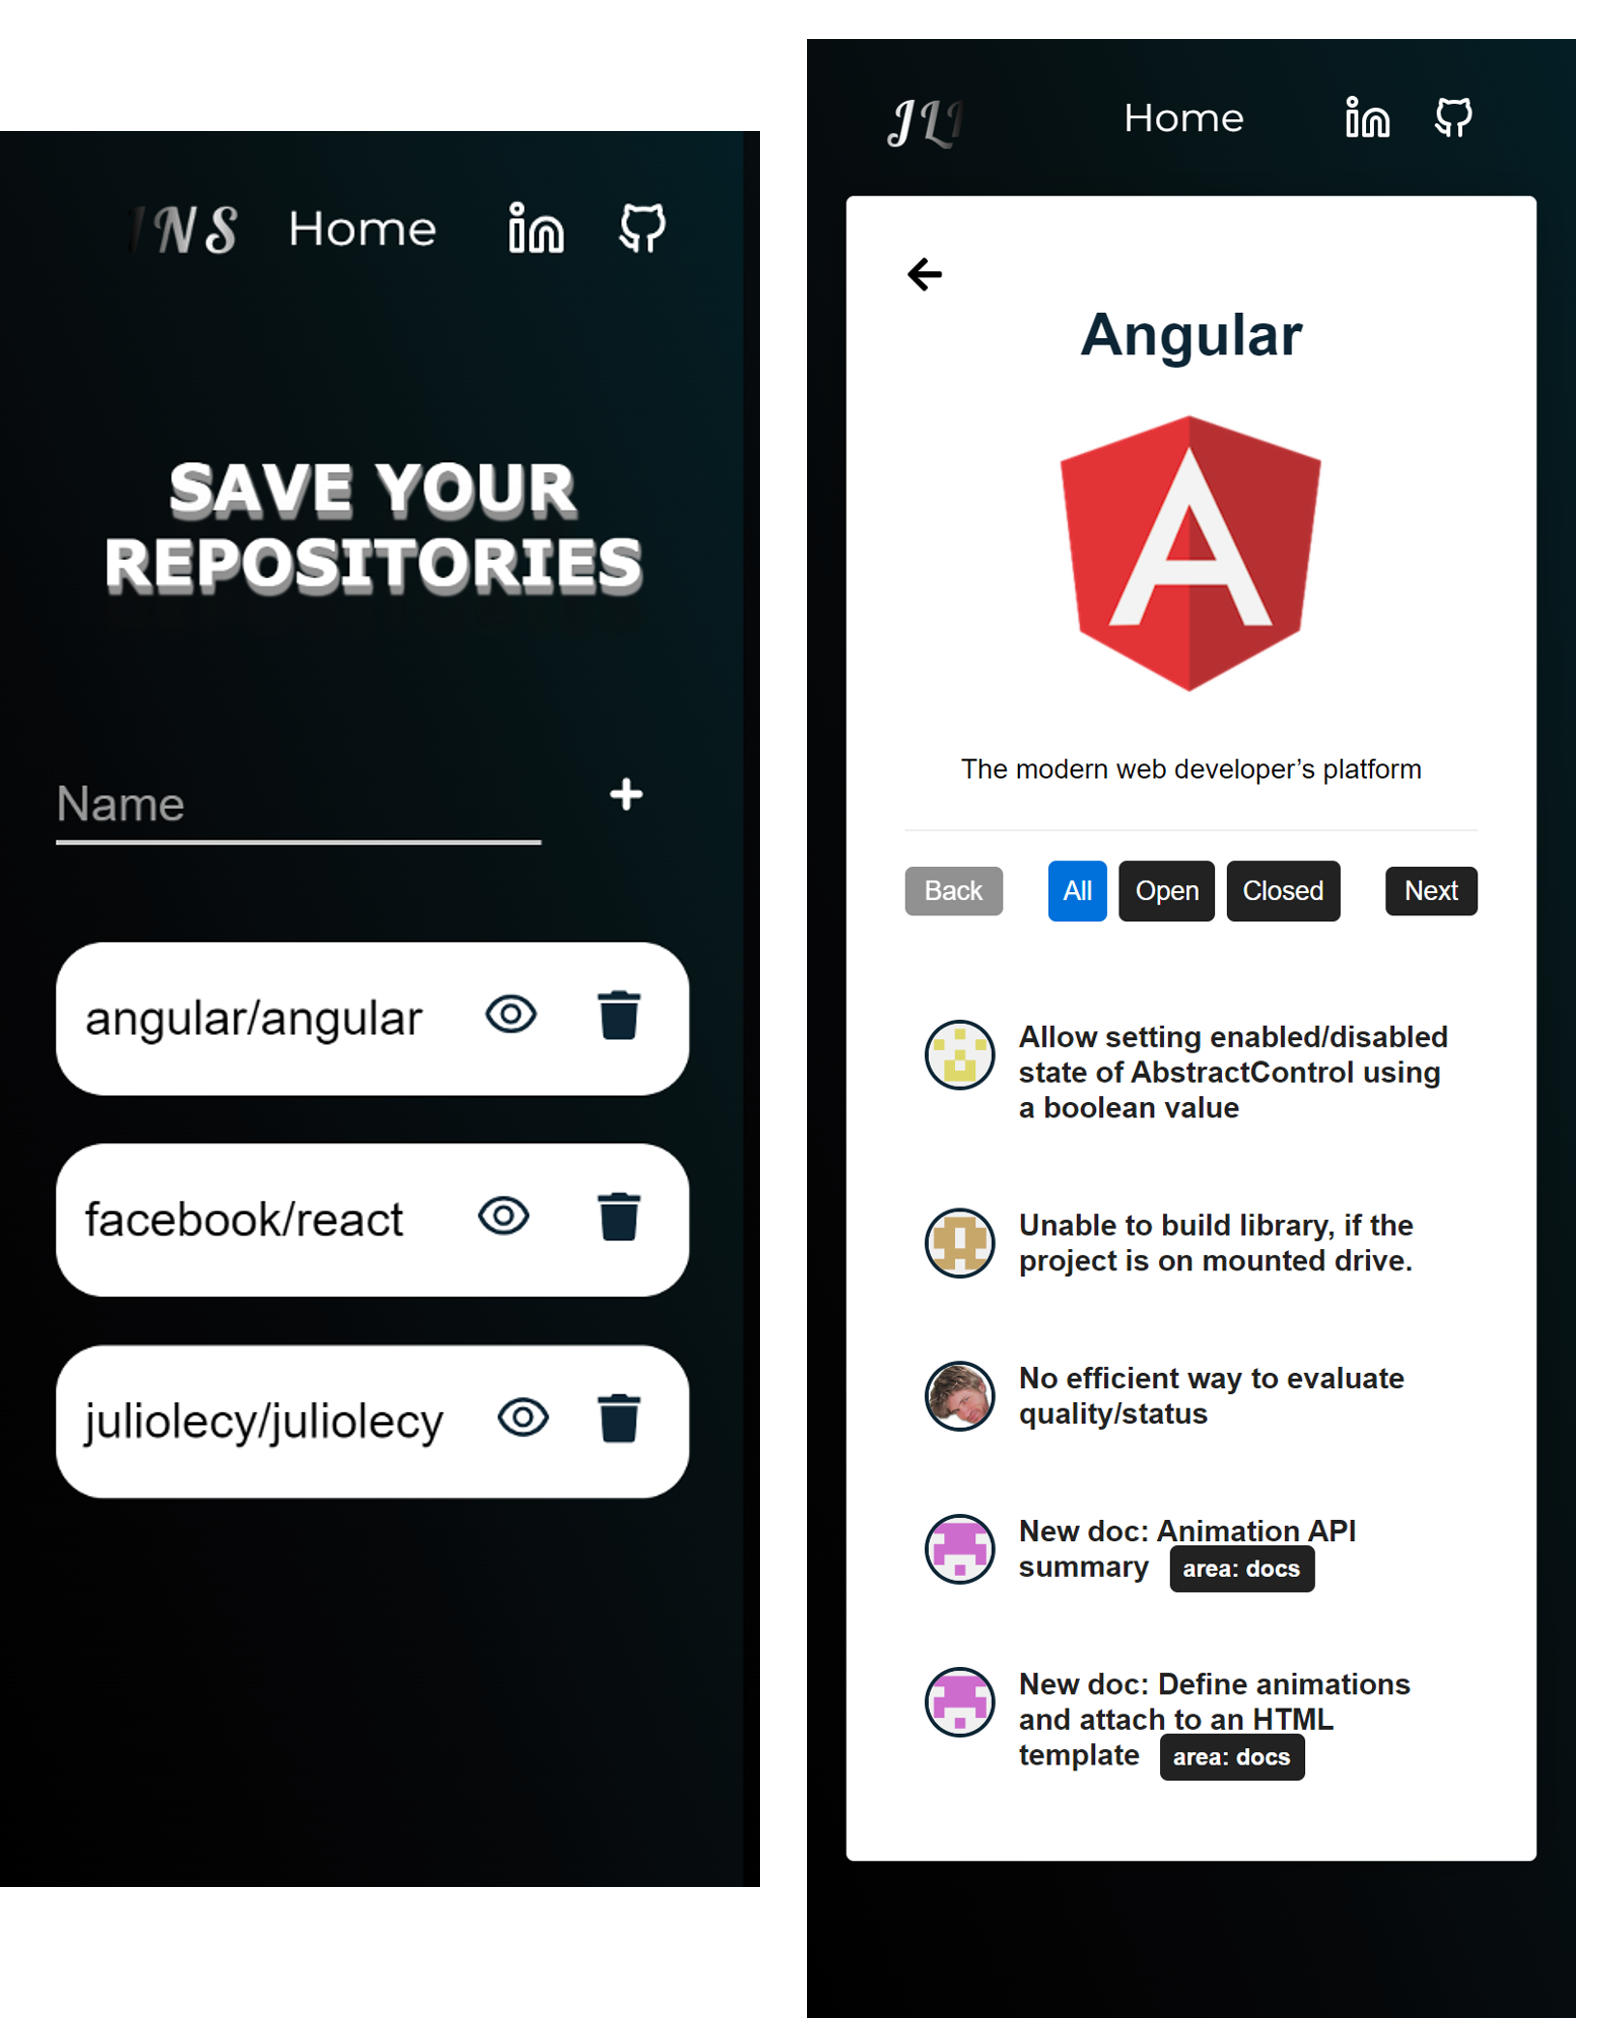 NS Home
SAVE YOUR
REPOSITORIES
Name
angular/angular
facebook/react
juliolecy/juliolecy
JL Home
Angular
The modern web developer’s platform
Back All Open Closed Next
Allow setting enabled/disabled
state of AbstractControl using
a boolean value
Unable to build library, if the
project is on mounted drive.
No efficient way to evaluate
quality/status
New doc: Animation API
summary area: docs
New doc: Define animations
and attach to an HTML
template area: docs